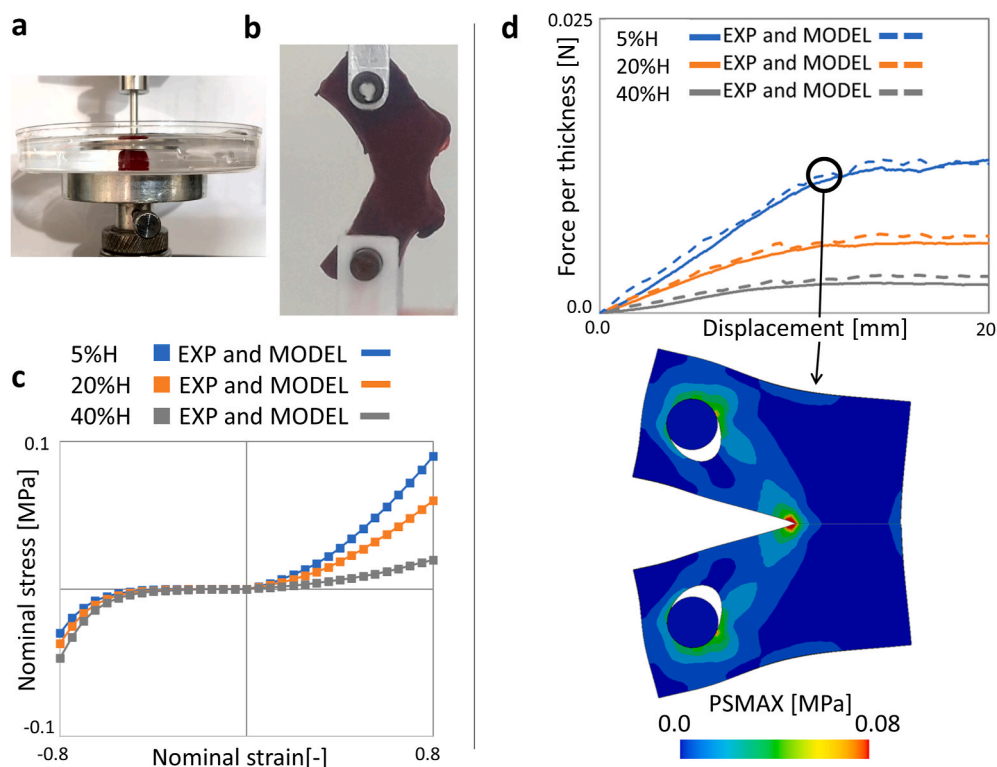 a
b
5%H EXP and MODEL
20%H EXP and MODEL
40%H EXP and MODEL
c
0.1
Nominal stress [MPa]
-0.1
-0.8
Nominal strain[-]
0.8
d
0.025
5%H EXP and MODEL
20%H EXP and MODEL
40%H EXP and MODEL
Force per thickness [N]
0.0
0.0
Displacement [mm]
20
PSMAX [MPa]
0.0
0.08